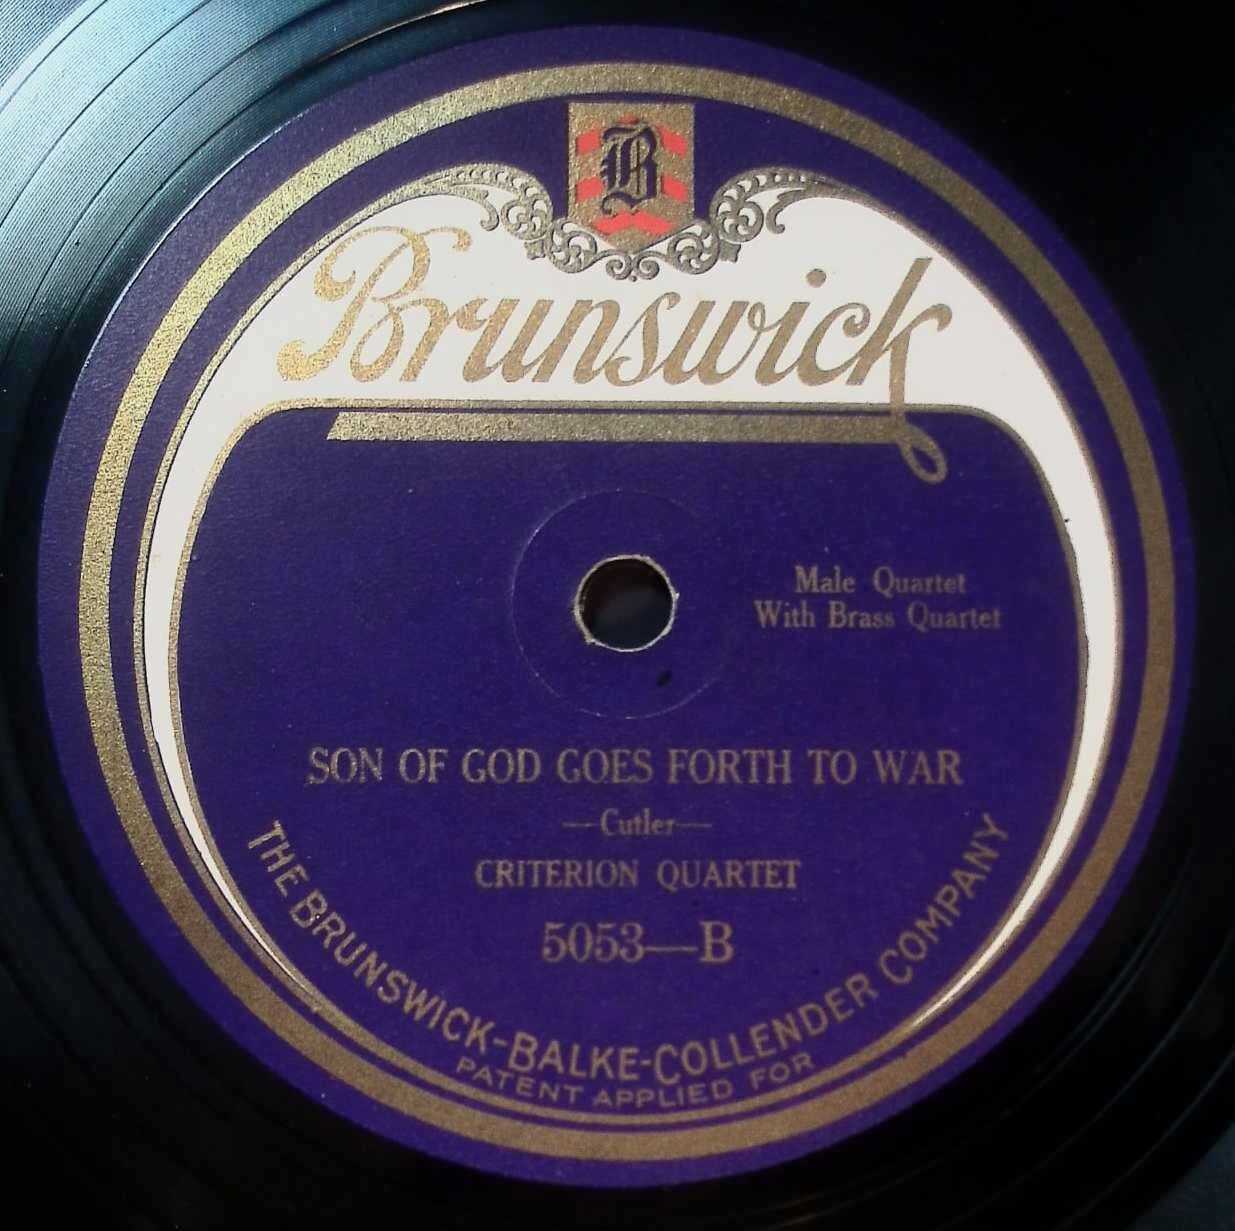 B
Brunswick
Male Quartet
With Brass Quartet
SON OF GOD GOES FORTH TO WAR
—Cutler—
CRITERION QUARTET
5053—B
THE BRUNSWICK-BALKE-COLLENDER COMPANY
PATENT APPLIED FOR